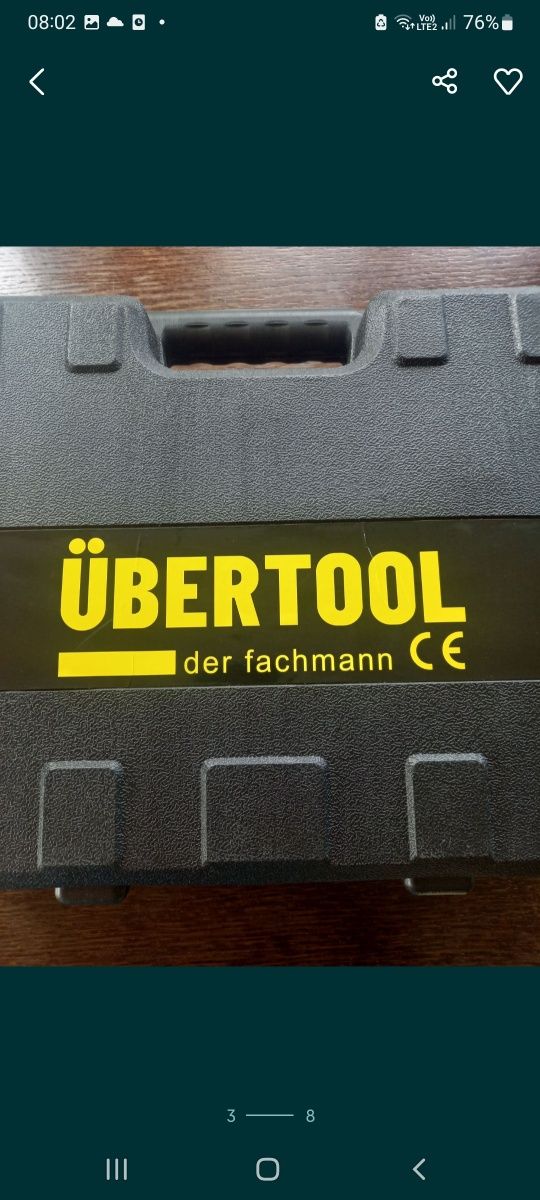 08:02
Vo))
LTE2
76%
ÜBERTOOL
der fachmann CE
3
8